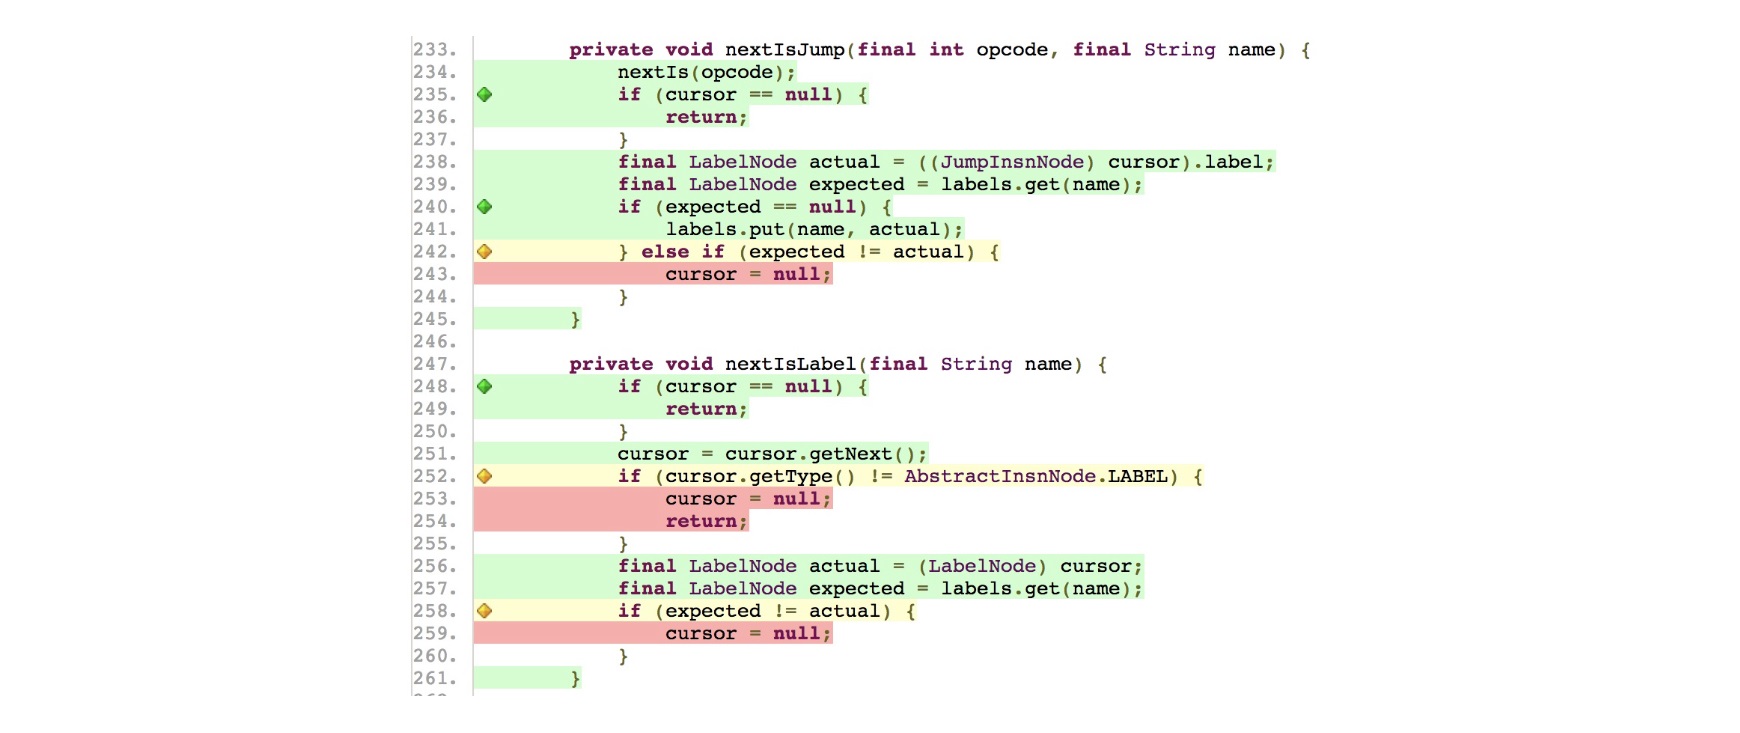 233. private void nextIsJump(final int opcode, final String name) {
234. nextIs(opcode);
235. if (cursor == null) {
236. return;
237. }
238. final LabelNode actual = ((JumpInsnNode) cursor).label;
239. final LabelNode expected = labels.get(name);
240. if (expected == null) {
241. labels.put(name, actual);
242. } else if (expected != actual) {
243. cursor = null;
244. }
245. }
246.
247. private void nextIsLabel(final String name) {
248. if (cursor == null) {
249. return;
250. }
251. cursor = cursor.getNext();
252. if (cursor.getType() != AbstractInsnNode.LABEL) {
253. cursor = null;
254. return;
255. }
256. final LabelNode actual = (LabelNode) cursor;
257. final LabelNode expected = labels.get(name);
258. if (expected != actual) {
259. cursor = null;
260. }
261. }